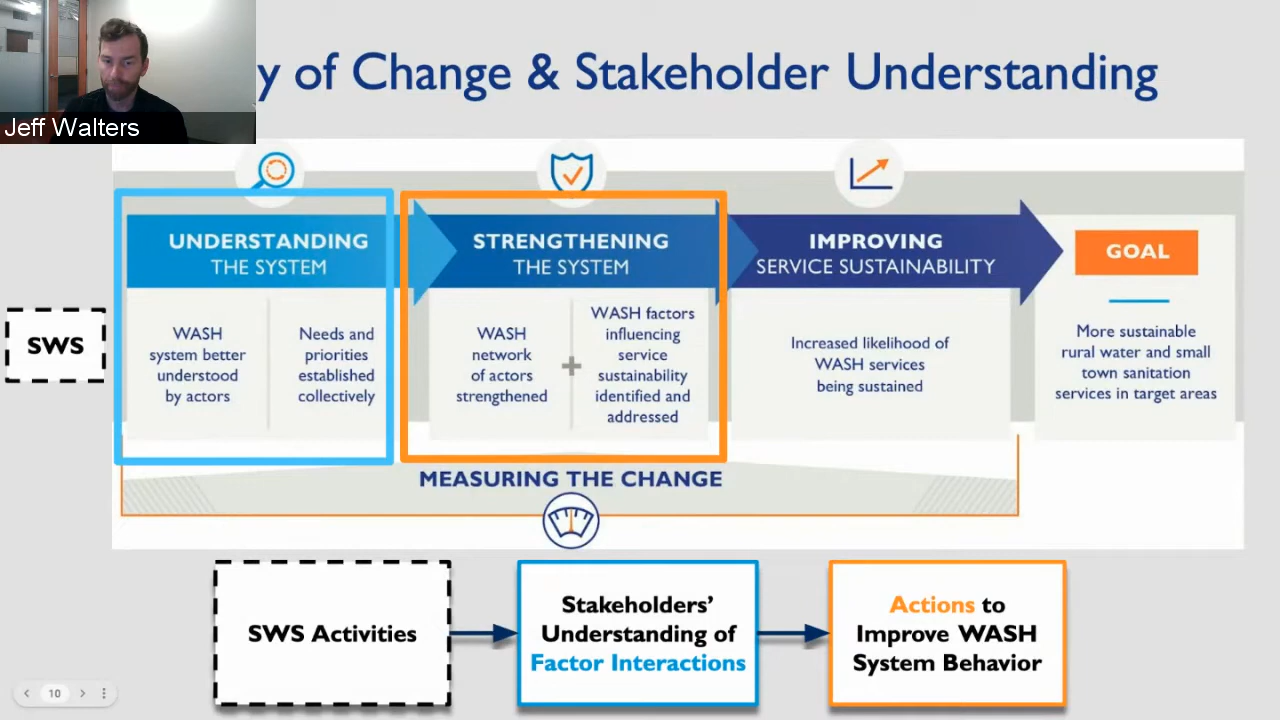 y of Change & Stakeholder Understanding
Jeff Walters
UNDERSTANDING
THE SYSTEM
STRENGTHENING
THE SYSTEM
IMPROVING
SERVICE SUSTAINABILITY
GOAL
SWS
WASH
system better
understood
by actors
Needs and
priorities
established
collectively
WASH
network
of actors
strengthened
+
WASH factors
influencing
service
sustainability
identified and
addressed
Increased likelihood of
WASH services
being sustained
More sustainable
rural water and small
town sanitation
services in target areas
MEASURING THE CHANGE
SWS Activities
Stakeholders'
Understanding of
Factor Interactions
Actions to
Improve WASH
System Behavior
10